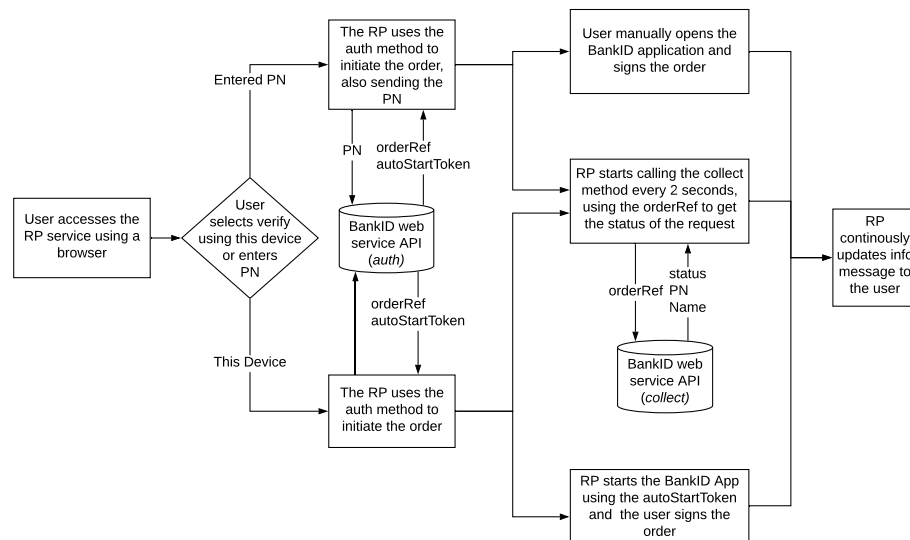 User accesses the
RP service using a
browser
User
selects verify
using this device
or enters
PN
Entered PN
This Device
The RP uses the
auth method to
initiate the order,
also sending the
PN
PN
orderRef
autoStartToken
BankID web
service API
(auth)
orderRef
autoStartToken
The RP uses the
auth method to
initiate the order
User manually opens the
BankID application and
signs the order
RP starts calling the collect
method every 2 seconds,
using the orderRef to get
the status of the request
orderRef
status
PN
Name
BankID web
service API
(collect)
RP starts the BankID App
using the autoStartToken
and the user signs the
order
RP
continously
updates info
message to
the user